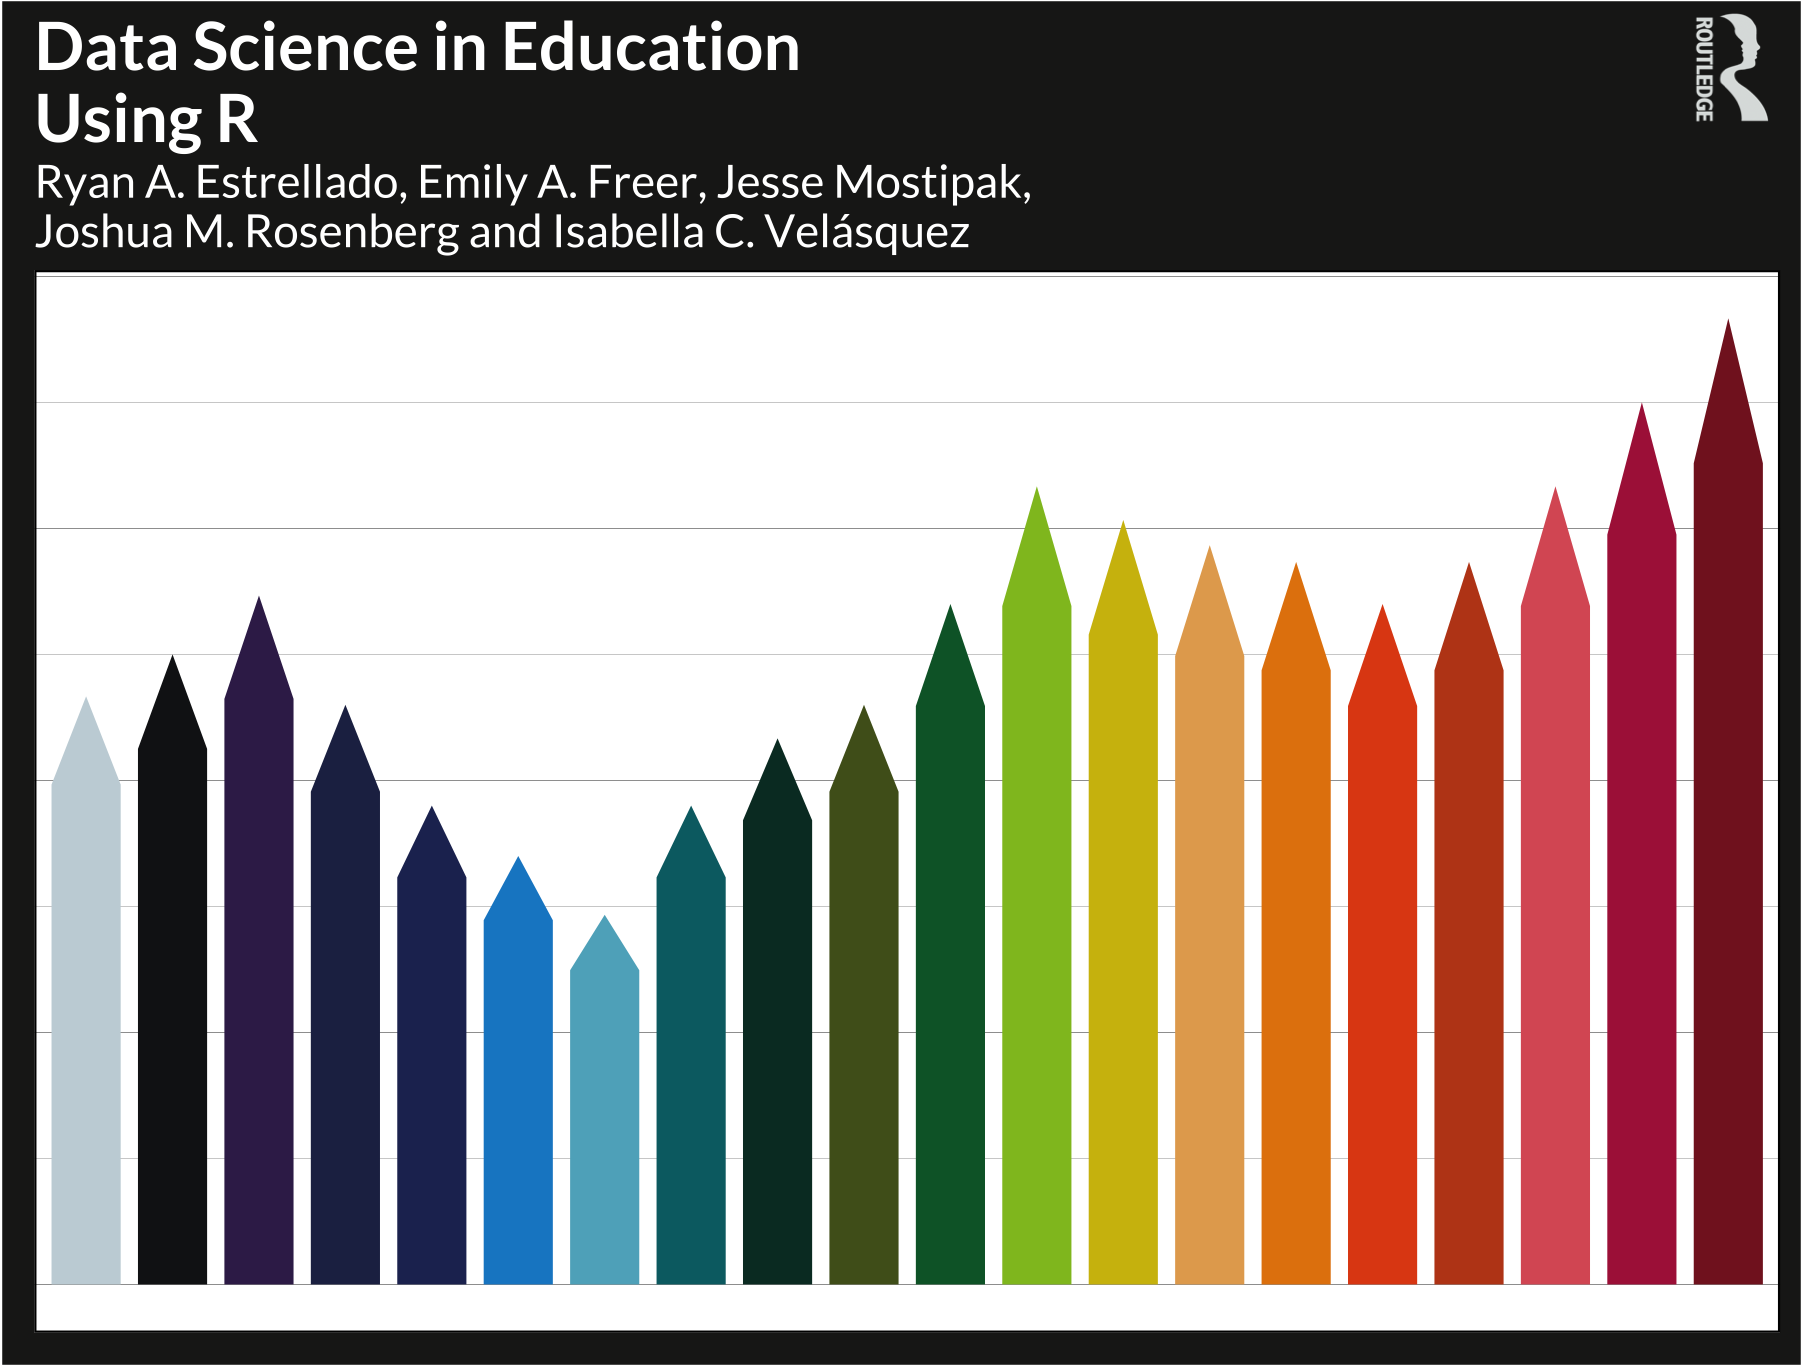 Data Science in Education
Using R
Ryan A. Estrellado, Emily A. Freer, Jesse Mostipak,
Joshua M. Rosenberg and Isabella C. Velásquez
ROUTLEDGE